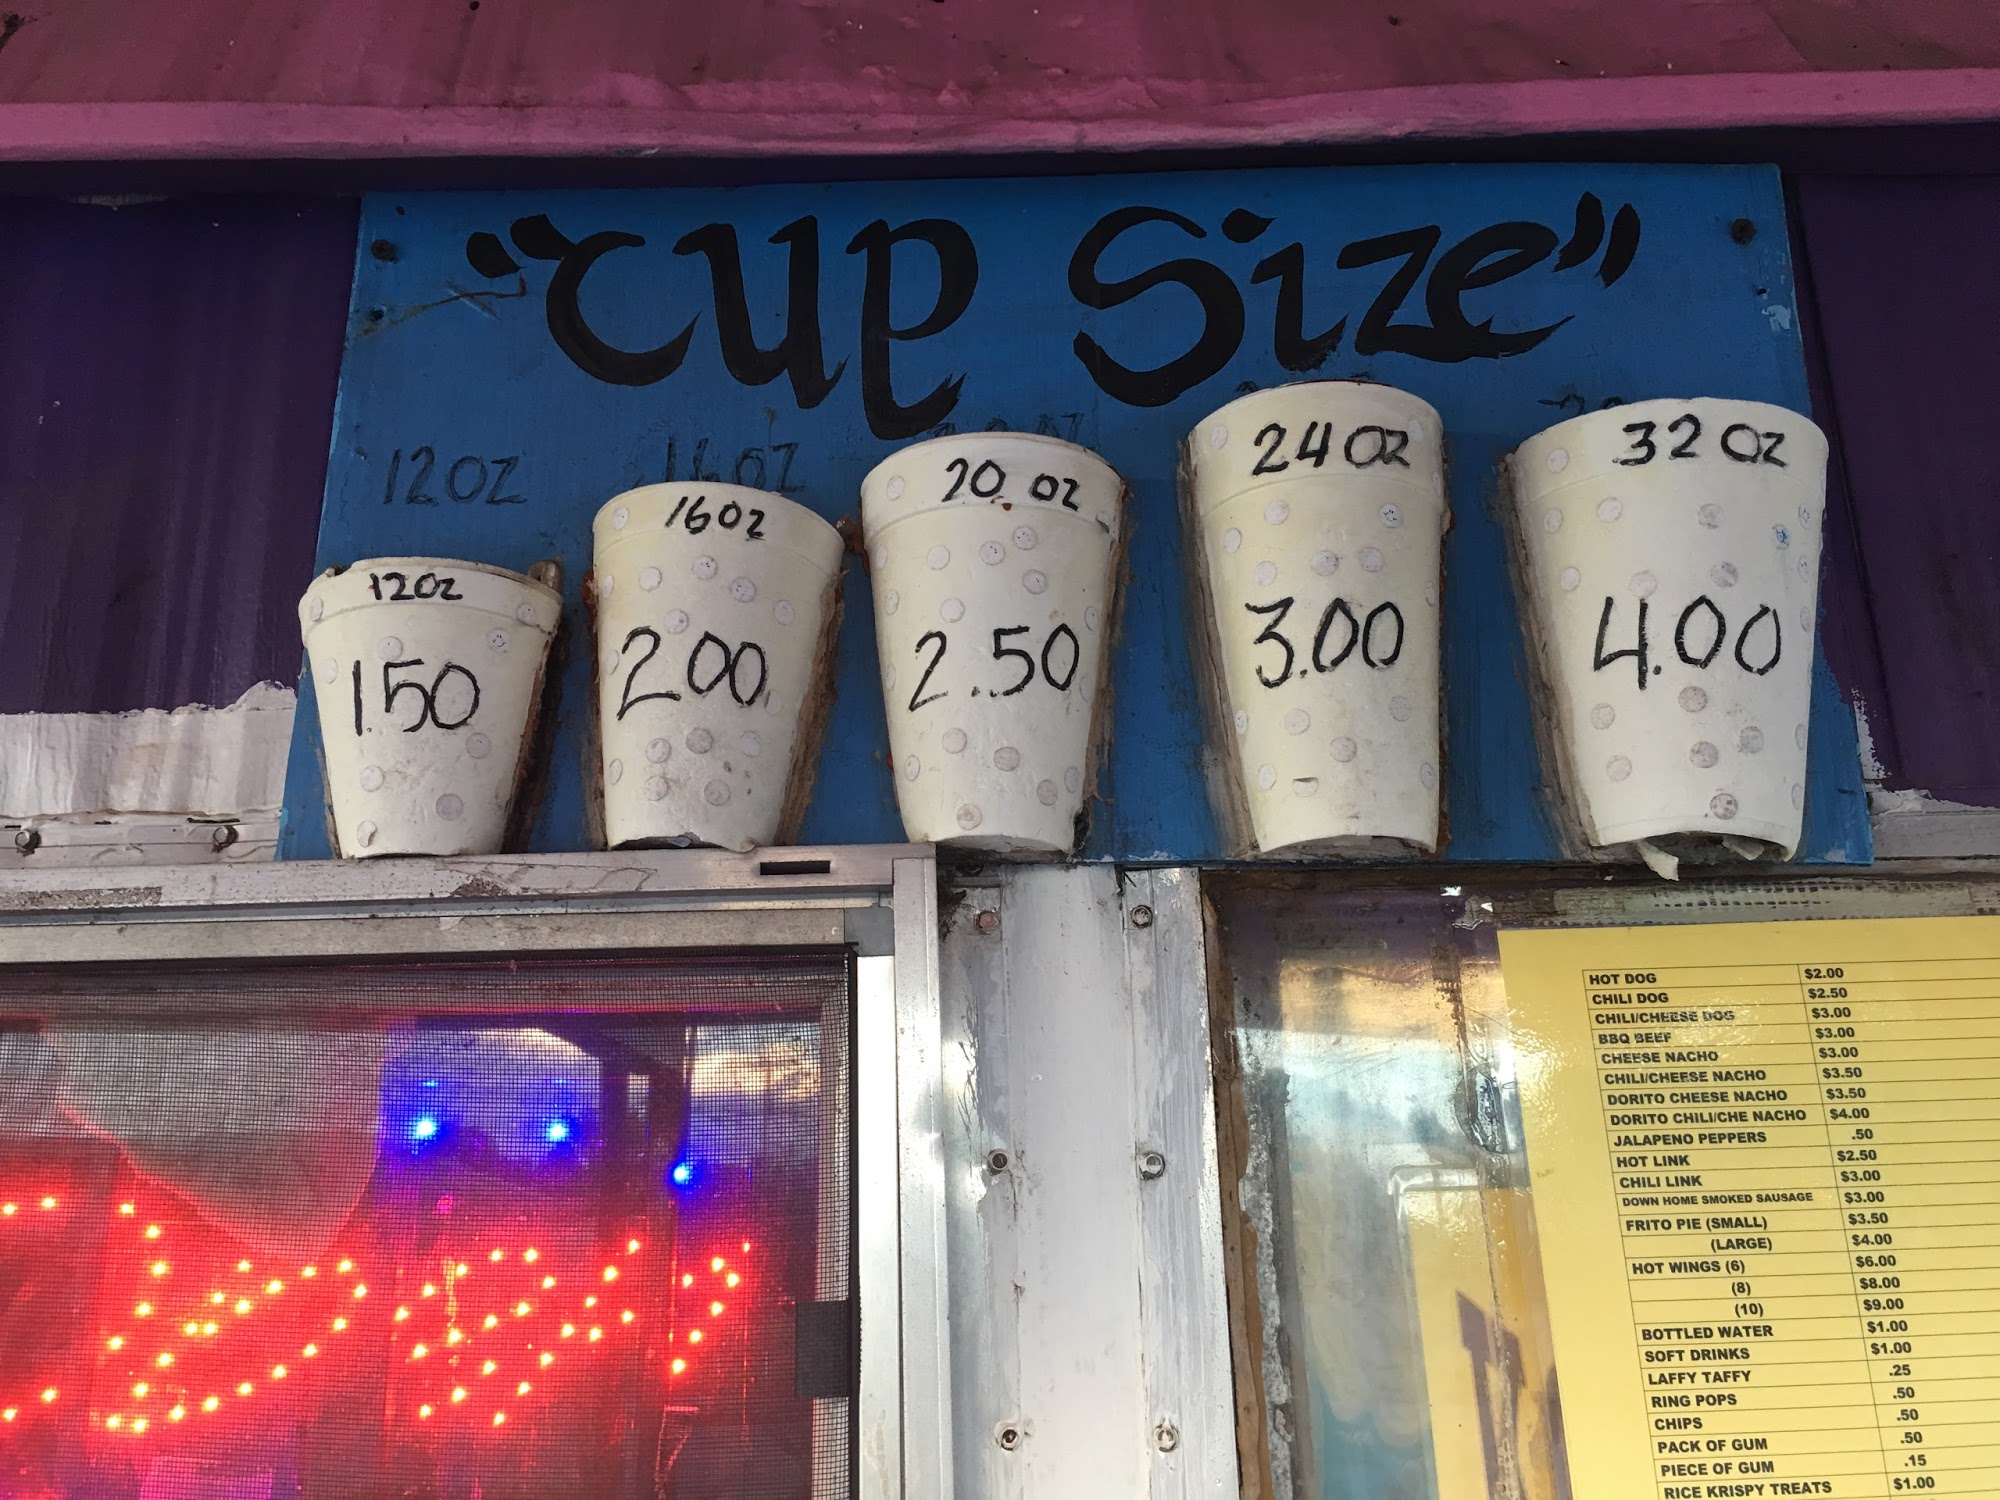 "Cup Size"
12OZ
16OZ
12OZ
1.50
16OZ
2.00
20 OZ
2.50
24 OZ
3.00
32 OZ
4.00
HOT DOG $2.00
CHILI DOG $2.50
CHILI/CHEESE DOG $3.00
BBQ BEEF $3.00
CHEESE NACHO $3.00
CHILI/CHEESE NACHO $3.50
DORITO CHEESE NACHO $3.50
DORITO CHILI/CHE NACHO $4.00
JALAPENO PEPPERS .50
HOT LINK $2.50
CHILI LINK $3.00
DOWN HOME SMOKED SAUSAGE $3.00
FRITO PIE (SMALL) $3.50
(LARGE) $4.00
HOT WINGS (6) $6.00
(8) $8.00
(10) $9.00
BOTTLED WATER $1.00
SOFT DRINKS $1.00
LAFFY TAFFY .25
RING POPS .50
CHIPS .50
PACK OF GUM .50
PIECE OF GUM .15
RICE KRISPY TREATS $1.00